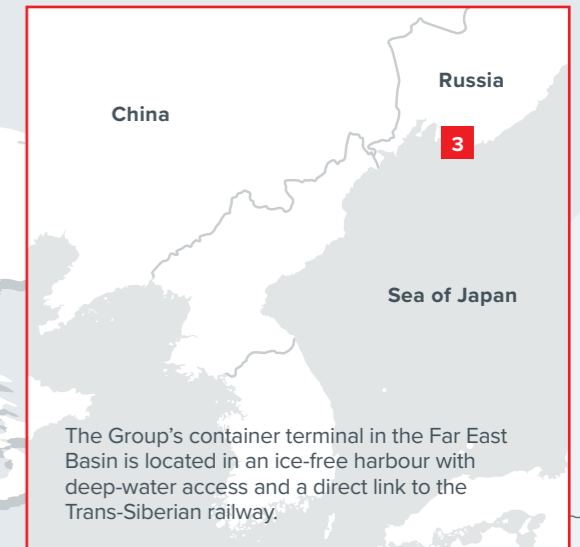 Russia
China
3
Sea of Japan
The Group's container terminal in the Far East
Basin is located in an ice-free harbour with
deep-water access and a direct link to the
Trans-Siberian railway.